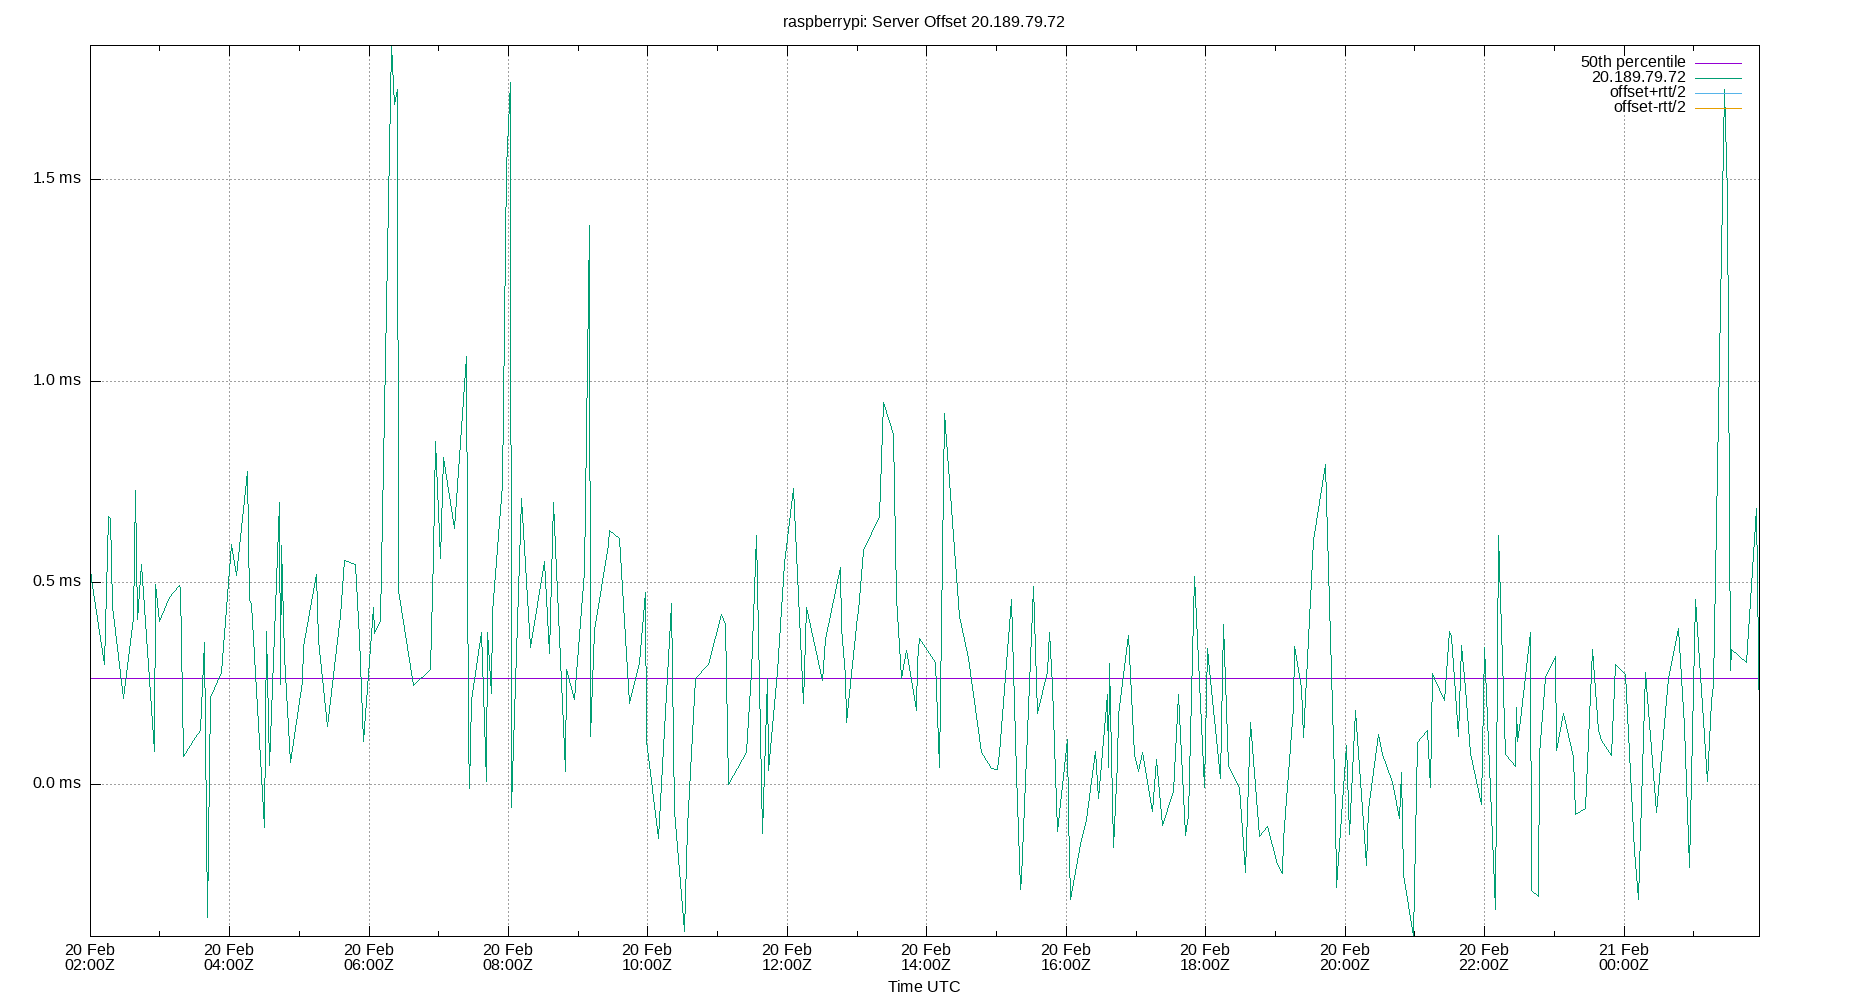 raspberrypi: Server Offset 20.189.79.72
50th percentile
20.189.79.72
offset+rtt/2
offset-rtt/2
1.5 ms
1.0 ms
0.5 ms
0.0 ms
20 Feb 20 Feb 20 Feb 20 Feb 20 Feb 20 Feb 20 Feb 20 Feb 20 Feb 20 Feb 20 Feb 21 Feb
02:00Z 04:00Z 06:00Z 08:00Z 10:00Z 12:00Z 14:00Z 16:00Z 18:00Z 20:00Z 22:00Z 00:00Z
Time UTC